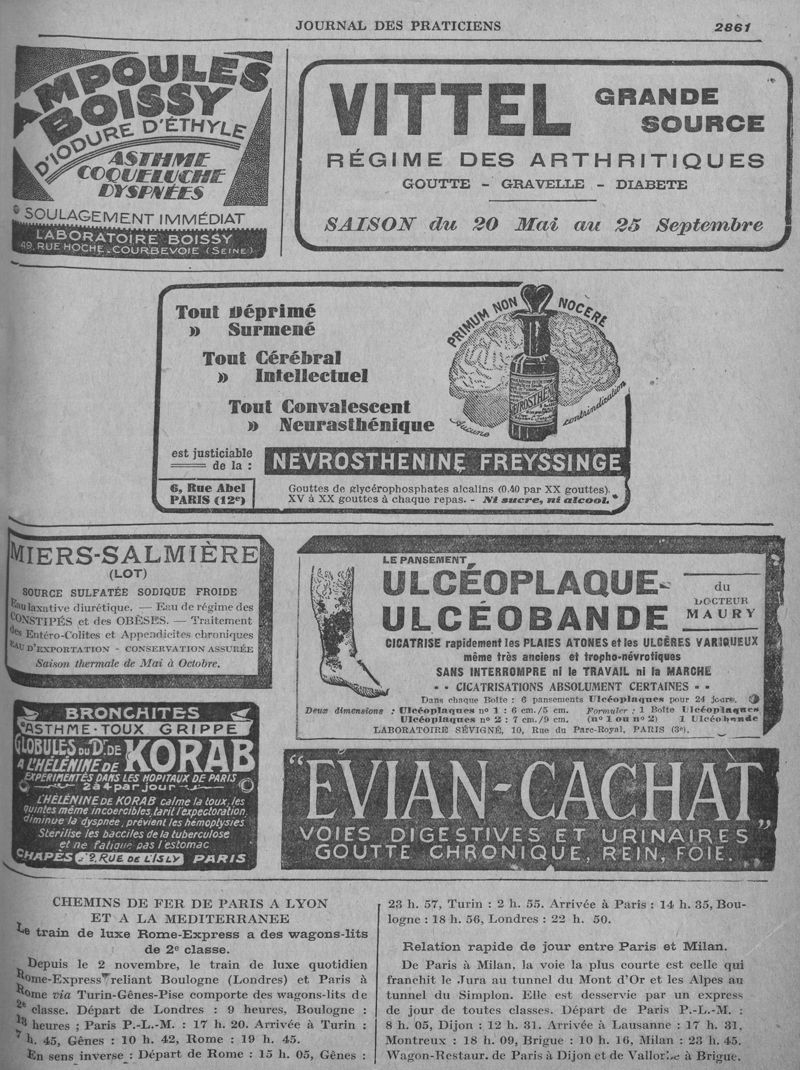 JOURNAL DES PRATICIENS 2861
AMPOULES
BOISSY
D'IODURE D'ÉTHYLE
ASTHME
COQUELUCHE
DYSPNÉES
SOULAGEMENT IMMÉDIAT
LABORATOIRE BOISSY
49, RUE HOCHE_COURBEVOIE (SEINE)
VITTEL GRANDE
SOURCE
RÉGIME DES ARTHRITIQUES
GOUTTE - GRAVELLE - DIABETE
SAISON du 20 Mai au 25 Septembre
Tout Déprimé
» Surmené
Tout Cérébral
» Intellectuel
Tout Convalescent
» Neurasthénique
PRIMUM NON NOCERE
Aucune contrindication
est justiciable
de la :
NEVROSTHENINE FREYSSINGE
6, Rue Abel
PARIS (12e)
Gouttes de glycérophosphates alcalins (0.40 par XX gouttes).
XV à XX gouttes à chaque repas. - Ni sucre, ni alcool.
MIERS-SALMIÈRE
(LOT)
SOURCE SULFATÉE SODIQUE FROIDE
Eau laxative diurétique. — Eau de régime des
CONSTIPÉS et des OBÈSES. — Traitement
des Entéro-Colites et Appendicites chroniques
EAU D'EXPORTATION - CONSERVATION ASSURÉE
Saison thermale de Mai à Octobre.
LE PANSEMENT
ULCÉOPLAQUE-
ULCÉOBANDE
du
DOCTEUR
MAURY
CICATRISE rapidement les PLAIES ATONES et les ULCÈRES VARIQUEUX
même très anciens et tropho-névrotiques
SANS INTERROMPRE ni le TRAVAIL ni la MARCHE
- - CICATRISATIONS ABSOLUMENT CERTAINES - -
Dans chaque Boîte : 6 pansements Ulcéoplaques pour 24 jours.
Deux dimensions : Ulcéoplaques n° 1 : 6 cm./5 cm. Formuler : 1 Boîte Ulcéoplaques
Ulcéoplaques n° 2 : 7 cm./9 cm. (n° 1 ou n° 2) 1 Ulcéobande
LABORATOIRE SÉVIGNÉ, 10, Rue du Parc-Royal, PARIS (3e).
BRONCHITES
ASTHME·TOUX GRIPPE
GLOBULES DU Dr DE
A L'HÉLÉNINE DE KORAB
EXPÉRIMENTÉS DANS LES HOPITAUX DE PARIS
2 à 4 par jour
L'HÉLÉNINE DE KORAB calme la toux, les
quintes même incoercibles, tarit l'expectoration,
diminue la dyspnée, prévient les hémoptysies
Stérilise les bacciles de la tuberculose
et ne fatigue pas l'estomac
CHAPÈS 12, RUE DE L'ISLY PARIS
"ÉVIAN-CACHAT"
VOIES DIGESTIVES ET URINAIRES
GOUTTE CHRONIQUE, REIN, FOIE.
CHEMINS DE FER DE PARIS A LYON
ET A LA MEDITERRANEE
Le train de luxe Rome-Express a des wagons-lits
de 2e classe.
Depuis le 2 novembre, le train de luxe quotidien
Rome-Express reliant Boulogne (Londres) et Paris à
Rome via Turin-Gênes-Pise comporte des wagons-lits de
2e classe. Départ de Londres : 9 heures, Boulogne :
13 heures ; Paris P.-L.-M. : 17 h. 20. Arrivée à Turin :
7 h. 45, Gênes : 10 h. 42, Rome : 19 h. 45.
En sens inverse : Départ de Rome : 15 h. 05, Gênes :
23 h. 57, Turin : 2 h. 55. Arrivée à Paris : 14 h. 35, Bou-
logne : 18 h. 56, Londres : 22 h. 50.
Relation rapide de jour entre Paris et Milan.
De Paris à Milan, la voie la plus courte est celle qui
franchit le Jura au tunnel du Mont d'Or et les Alpes au
tunnel du Simplon. Elle est desservie par un express
de jour de toutes classes. Départ de Paris P.-L.-M. :
8 h. 05, Dijon : 12 h. 31. Arrivée à Lausanne : 17 h. 31,
Montreux : 18 h. 09, Brigue : 10 h. 16, Milan : 23 h. 45.
Wagon-Restaur. de Paris à Dijon et de Vallorbe à Brigue.